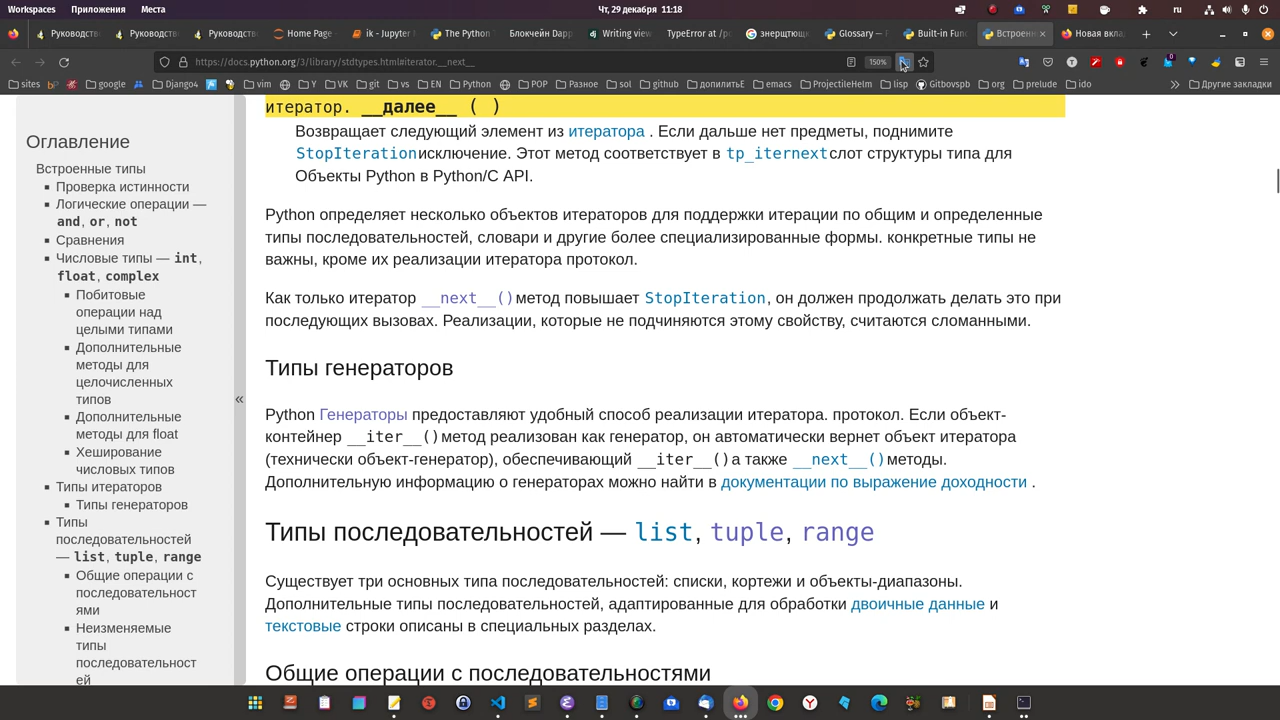 Workspaces Приложения Места Чт, 29 декабря 11:18 ru
Руководств Руководств Руководств Home Page ik - Jupyter The Python Блокчейн Dapp Writing view TypeError at /p энерщтющк Glossary — Built-in Func Встроенн Новая вкла
https://docs.python.org/3/library/stdtypes.html#iterator.__next__ 150%
sites google Django4 vim Y YK git vs EN Python POP Разное sol github допилитьЕ emacs ProjectileHelm lisp Gitbovspb org prelude ido Другие закладки
итератор. __далее__ ( )
Возвращает следующий элемент из итератора . Если дальше нет предметы, поднимите
StopIterationисключение. Этот метод соответствует в tp_iternextслот структуры типа для
Объекты Python в Python/C API.
Python определяет несколько объектов итераторов для поддержки итерации по общим и определенные
типы последовательностей, словари и другие более специализированные формы. конкретные типы не
важны, кроме их реализации итератора протокол.
Как только итератор __next__()метод повышает StopIteration, он должен продолжать делать это при
последующих вызовах. Реализации, которые не подчиняются этому свойству, считаются сломанными.
Типы генераторов
Python Генераторы предоставляют удобный способ реализации итератора. протокол. Если объект-
контейнер __iter__()метод реализован как генератор, он автоматически вернет объект итератора
(технически объект-генератор), обеспечивающий __iter__()а также __next__()методы.
Дополнительную информацию о генераторах можно найти в документации по выражение доходности .
Типы последовательностей — list, tuple, range
Существует три основных типа последовательностей: списки, кортежи и объекты-диапазоны.
Дополнительные типы последовательностей, адаптированные для обработки двоичные данные и
текстовые строки описаны в специальных разделах.
Общие операции с последовательностями
Оглавление
Встроенные типы
Проверка истинности
Логические операции —
and, or, not
Сравнения
Числовые типы — int,
float, complex
Побитовые
операции над
целыми типами
Дополнительные
методы для
целочисленных
типов
Дополнительные
методы для float
Хеширование
числовых типов
Типы итераторов
Типы генераторов
Типы
последовательностей
— list, tuple, range
Общие операции с
последовательност
ями
Неизменяемые
типы
последовательност
ей
«